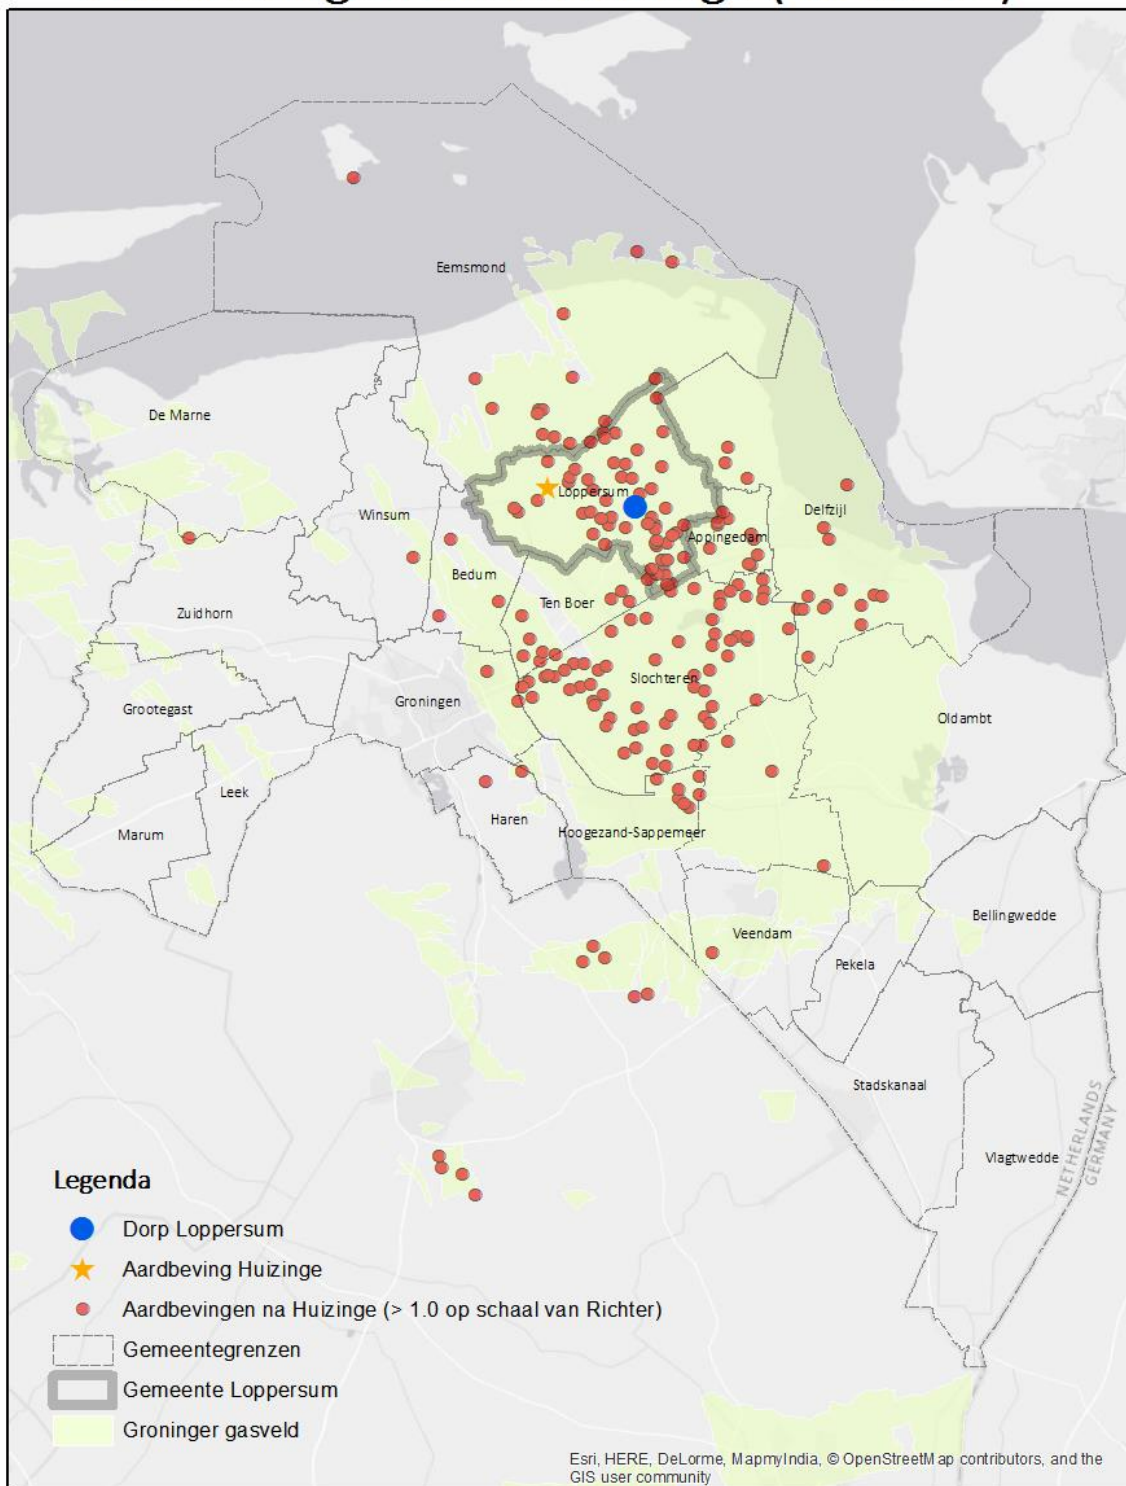 Eemsmond
De Marne
Loppersum
Winsum
Delfzijl
Appingedam
Bedum
Ten Boer
Zuidhorn
Slochteren
Groningen
Grootegast
Oldambt
Leek
Haren
Marum
Hoogezand-Sappemeer
Bellingwedde
Veendam
Pekela
Stadskanaal
NETHERLANDS
GERMANY
Vlagtwedde
Legenda
Dorp Loppersum
Aardbeving Huizinge
Aardbevingen na Huizinge (> 1.0 op schaal van Richter)
Gemeentegrenzen
Gemeente Loppersum
Groninger gasveld
Esri, HERE, DeLorme, MapmyIndia, © OpenStreetMap contributors, and the
GIS user community